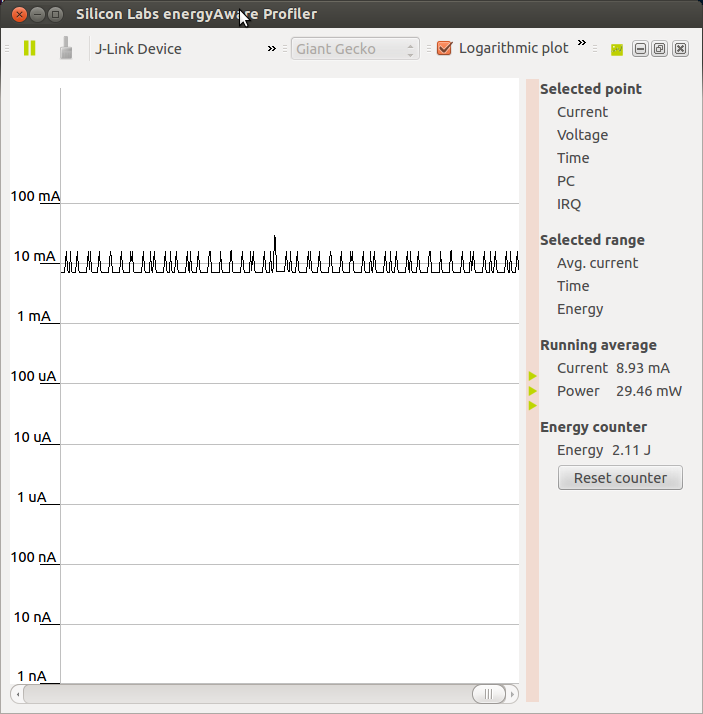 Silicon Labs energyAware Profiler
J-Link Device » Giant Gecko Logarithmic plot »
100 mA
10 mA
1 mA
100 uA
10 uA
1 uA
100 nA
10 nA
1 nA
Selected point
Current
Voltage
Time
PC
IRQ
Selected range
Avg. current
Time
Energy
Running average
Current 8.93 mA
Power 29.46 mW
Energy counter
Energy 2.11 J
Reset counter